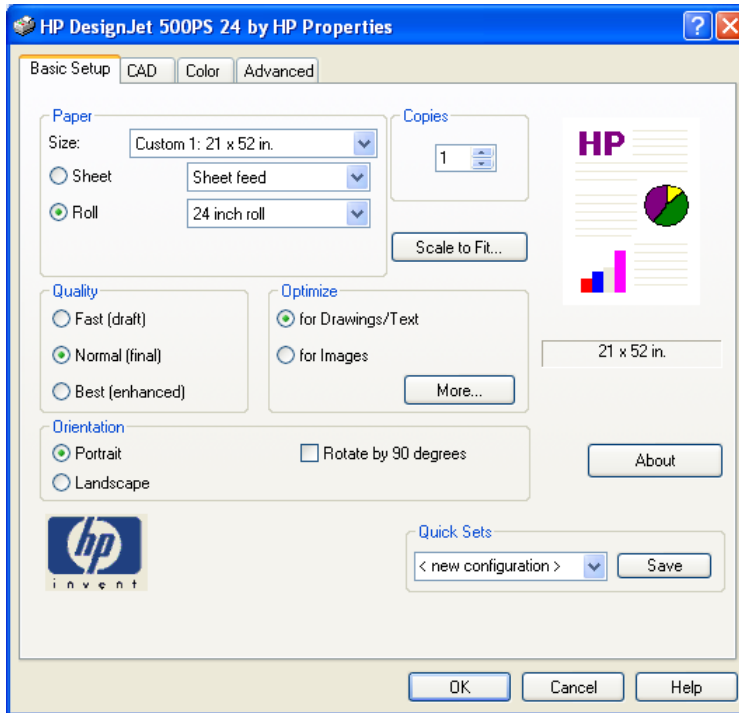 HP DesignJet 500PS 24 by HP Properties
Basic Setup CAD Color Advanced
Paper
Size: Custom 1: 21 x 52 in.
Sheet Sheet feed
Roll 24 inch roll
Copies
1
Scale to Fit...
HP
21 x 52 in.
Quality
Fast (draft)
Normal (final)
Best (enhanced)
Optimize
for Drawings/Text
for Images
More...
Orientation
Portrait
Rotate by 90 degrees
Landscape
About
hp
invent
Quick Sets
< new configuration > Save
OK Cancel Help